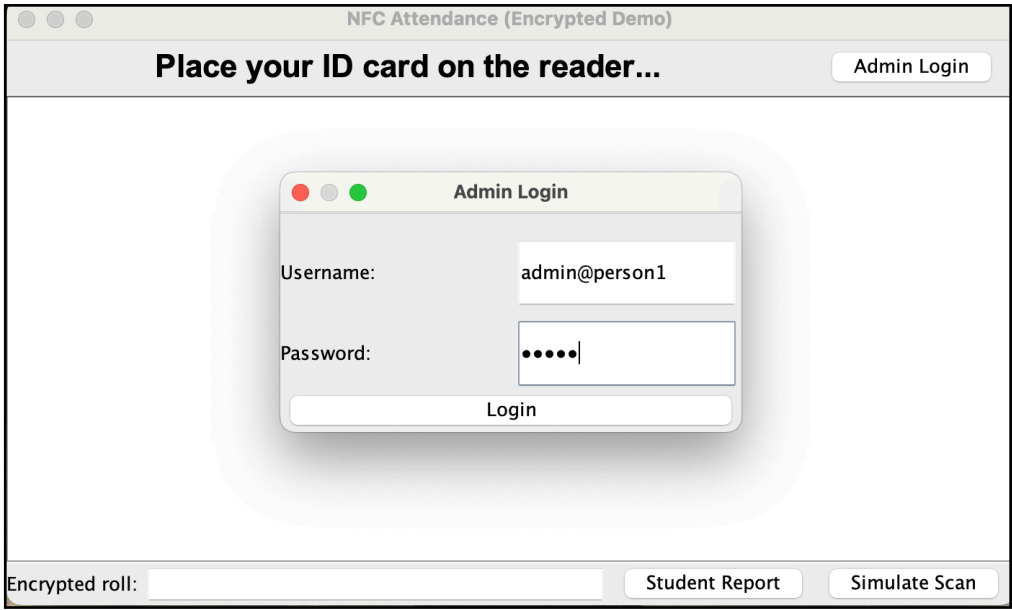 NFC Attendance (Encrypted Demo)
Place your ID card on the reader...
Admin Login
Admin Login
Username:
admin@person1
Password:
•••••
Login
Encrypted roll:
Student Report
Simulate Scan